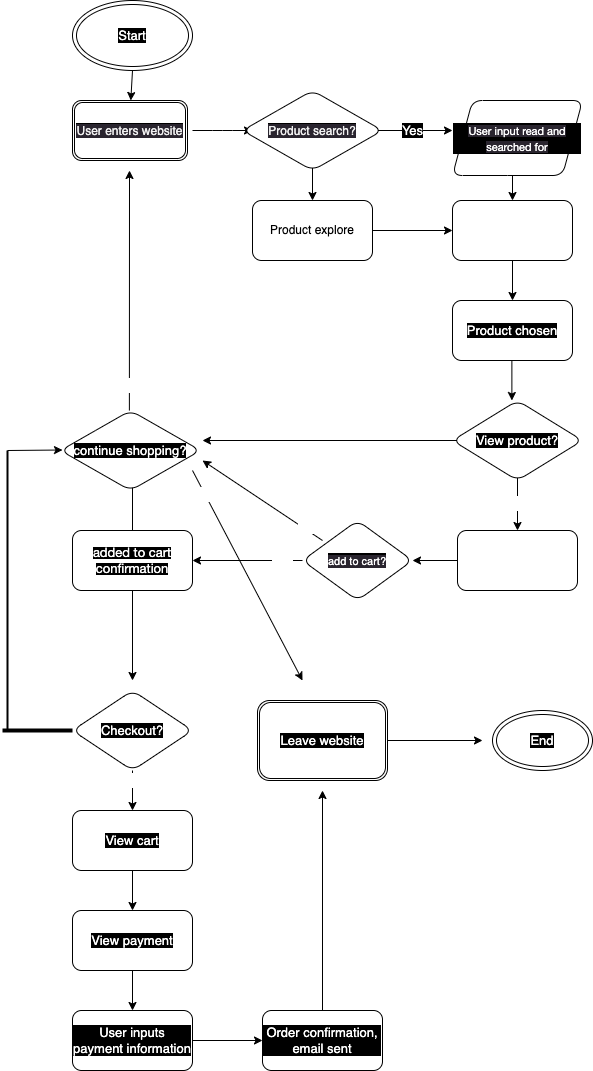 Start
User enters website
Product search?
Yes
User input read and
searched for
Product explore
Product chosen
View product?
continue shopping?
added to cart
confirmation
add to cart?
Checkout?
Leave website
End
View cart
View payment
User inputs
payment information
Order confirmation,
email sent